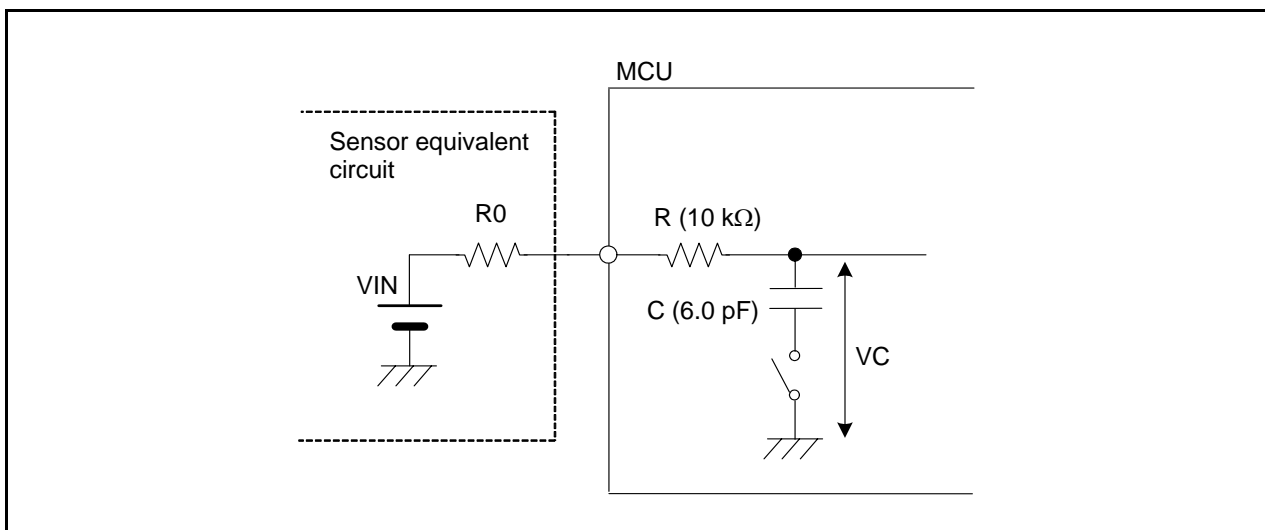 MCU
Sensor equivalent
circuit
R0
R (10 kΩ)
VIN
C (6.0 pF)
VC